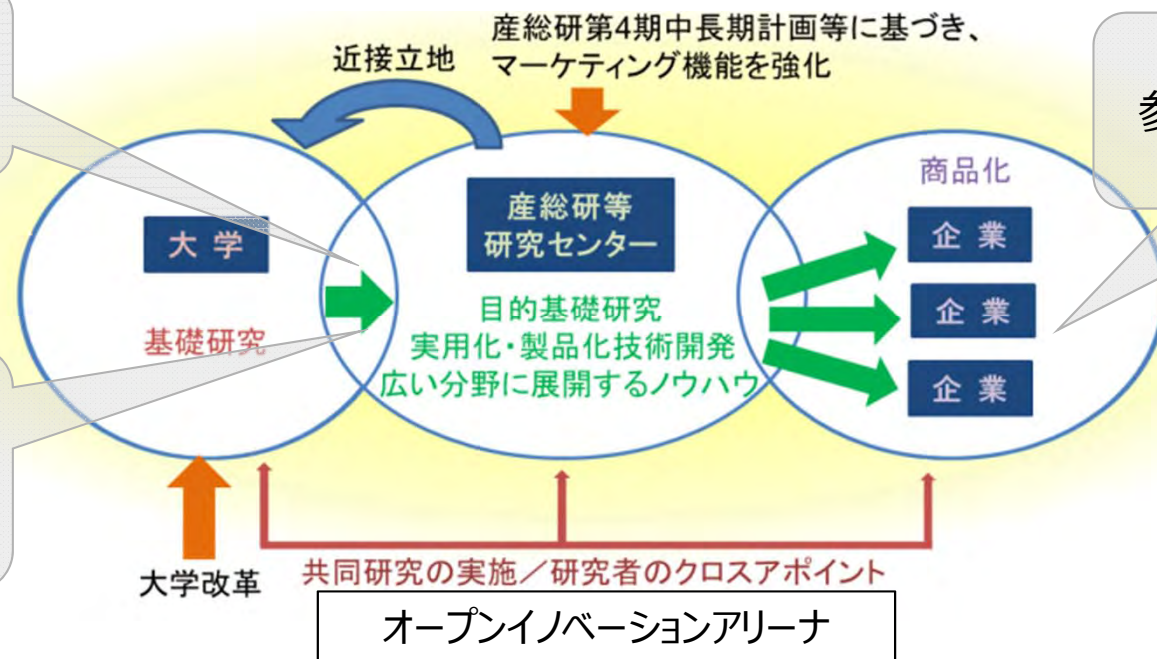 産総研第4期中長期計画等に基づき、
マーケティング機能を強化
近接立地
参
大学
基礎研究
産総研等
研究センター
目的基礎研究
実用化・製品化技術開発
広い分野に展開するノウハウ
商品化
企業
企業
企業
大学改革
共同研究の実施／研究者のクロスアポイント
オープンイノベーションアリーナ